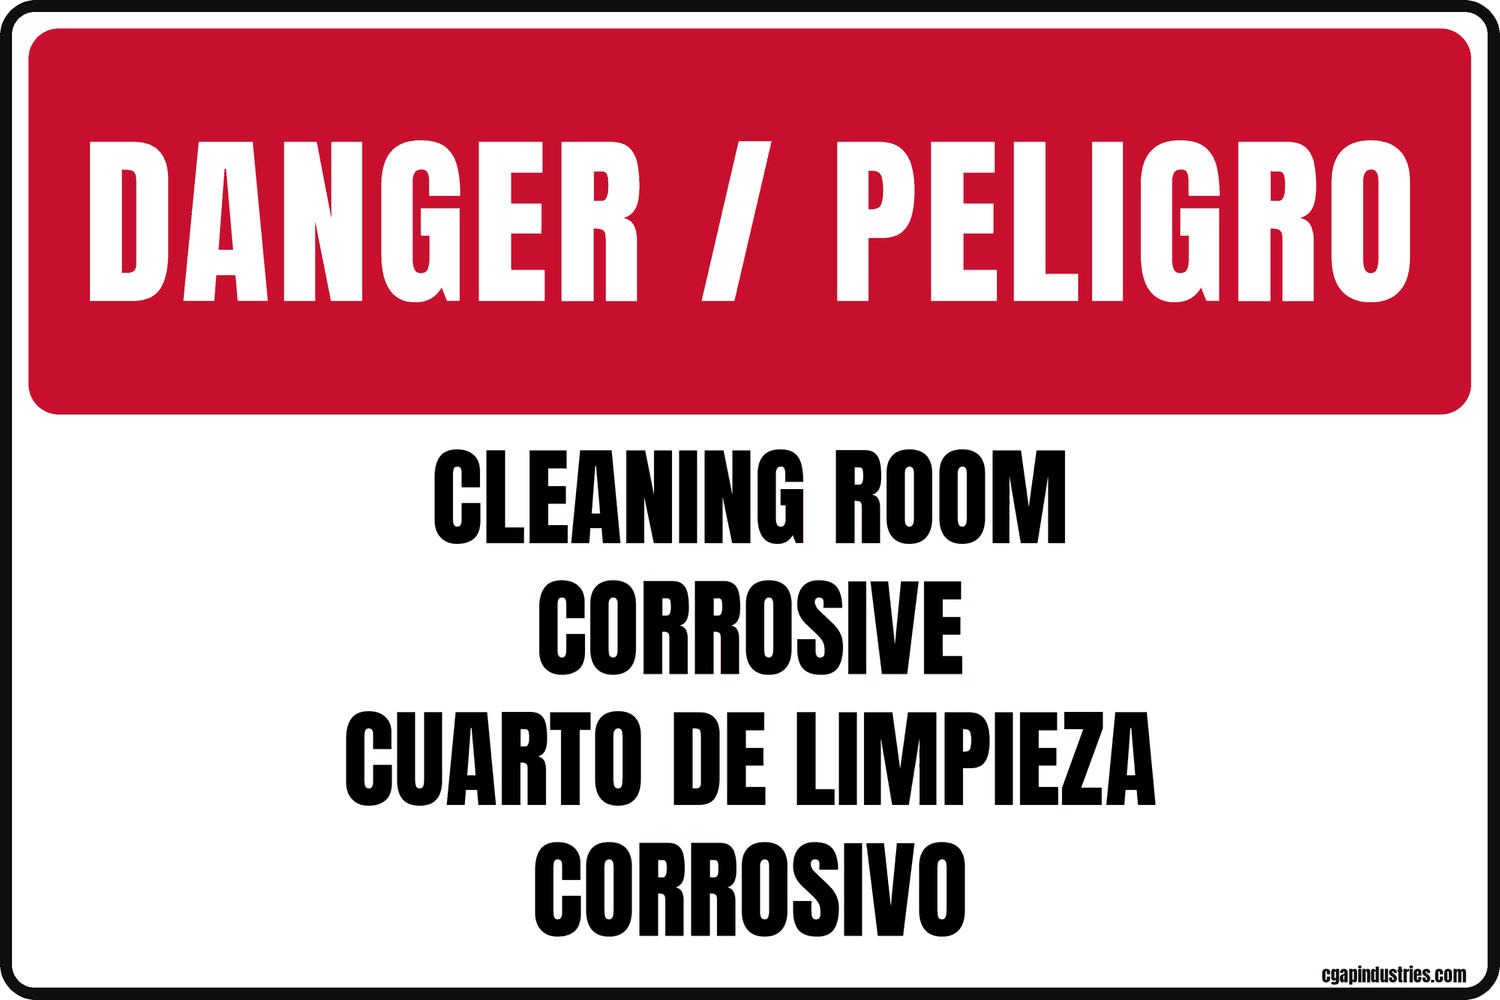 DANGER / PELIGRO
CLEANING ROOM
CORROSIVE
CUARTO DE LIMPIEZA
CORROSIVO
cgapindustries.com